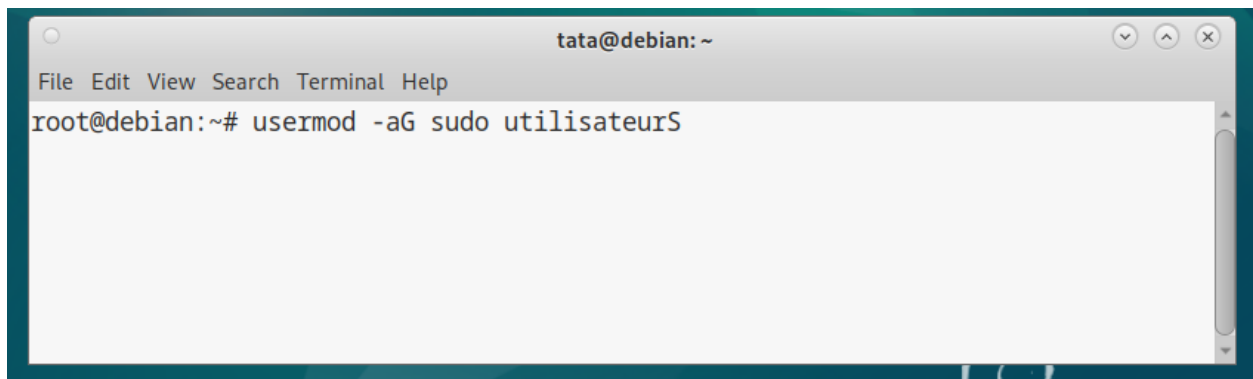 tata@debian: ~
File Edit View Search Terminal Help
root@debian:~# usermod -aG sudo utilisateurS